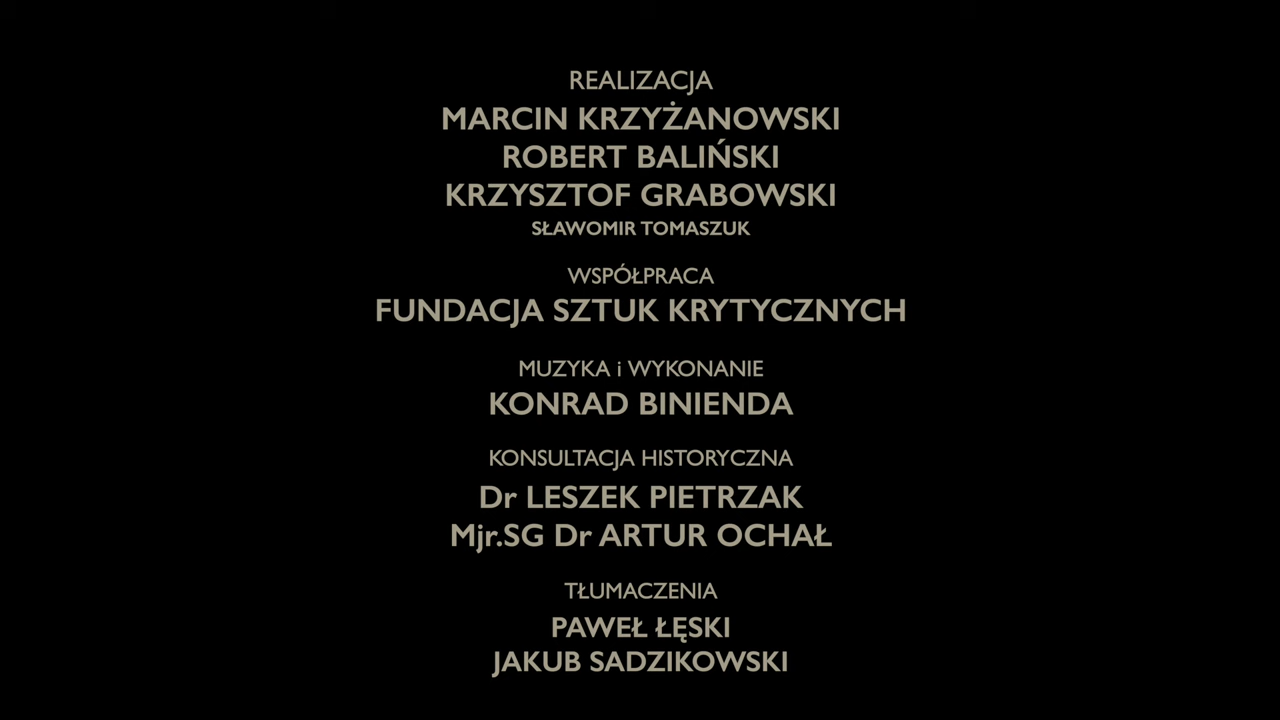 REALIZACJA
MARCIN KRZYŻANOWSKI
ROBERT BALIŃSKI
KRZYSZTOF GRABOWSKI
SŁAWOMIR TOMASZUK
WSPÓŁPRACA
FUNDACJA SZTUK KRYTYCZNYCH
MUZYKA i WYKONANIE
KONRAD BINIENDA
KONSULTACJA HISTORYCZNA
Dr LESZEK PIETRZAK
Mjr.SG Dr ARTUR OCHAŁ
TŁUMACZENIA
PAWEŁ ŁĘSKI
JAKUB SADZIKOWSKI